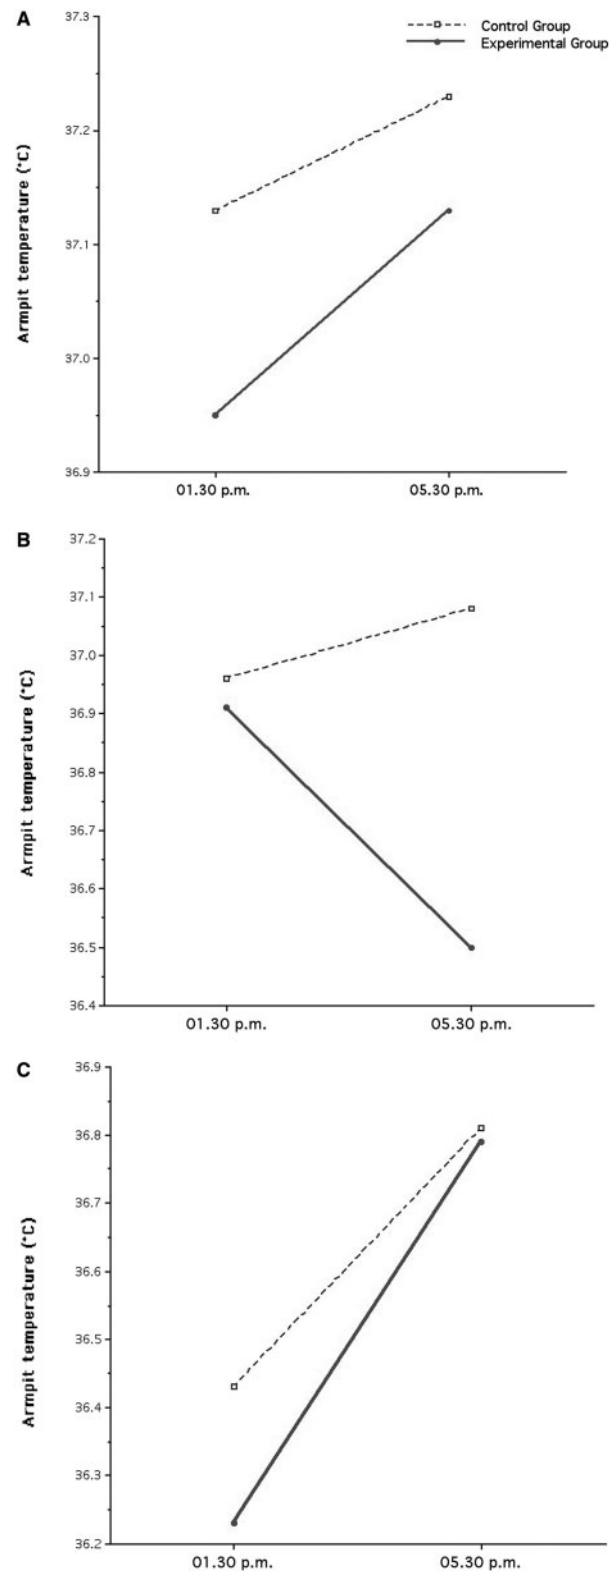 A
Control Group
Experimental Group
37.3
37.2
37.1
37.0
36.9
Armpit temperature (°C)
01.30 p.m.
05.30 p.m.
B
37.2
37.1
37.0
36.9
36.8
36.7
36.6
36.5
36.4
Armpit temperature (°C)
01.30 p.m.
05.30 p.m.
C
36.9
36.8
36.7
36.6
36.5
36.4
36.3
36.2
Armpit temperature (°C)
01.30 p.m.
05.30 p.m.